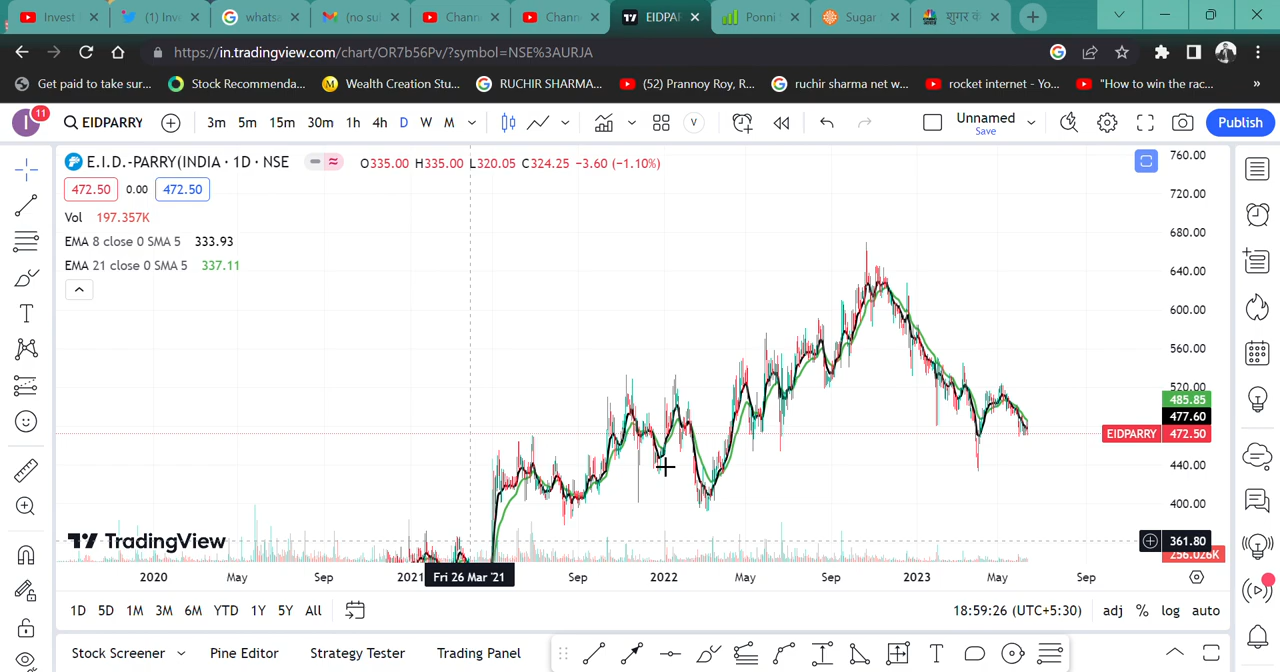 Invest
(1) Inv
whatsa
(no su
Chann
Chann
EIDPAR
Ponni
Sugar
शुगर के
https://in.tradingview.com/chart/OR7b56Pv/?symbol=NSE%3AURJA
Get paid to take sur...
Stock Recommenda...
Wealth Creation Stu...
RUCHIR SHARMA...
(52) Prannoy Roy, R...
ruchir sharma net w...
rocket internet - Yo...
"How to win the rac...
»
I 11 EIDPARRY 3m 5m 15m 30m 1h 4h D W M V Unnamed Save Publish
E.I.D.-PARRY(INDIA · 1D · NSE O335.00 H335.00 L320.05 C324.25 −3.60 (−1.10%)
472.50 0.00 472.50
Vol 197.357K
EMA 8 close 0 SMA 5 333.93
EMA 21 close 0 SMA 5 337.11
760.00
720.00
680.00
640.00
600.00
560.00
520.00
485.85
477.60
EIDPARRY 472.50
440.00
400.00
361.80
256.026K
TradingView
2020 May Sep 2021 Fri 26 Mar '21 Sep 2022 May Sep 2023 May Sep
1D 5D 1M 3M 6M YTD 1Y 5Y All 18:59:26 (UTC+5:30) adj % log auto
Stock Screener Pine Editor Strategy Tester Trading Panel T